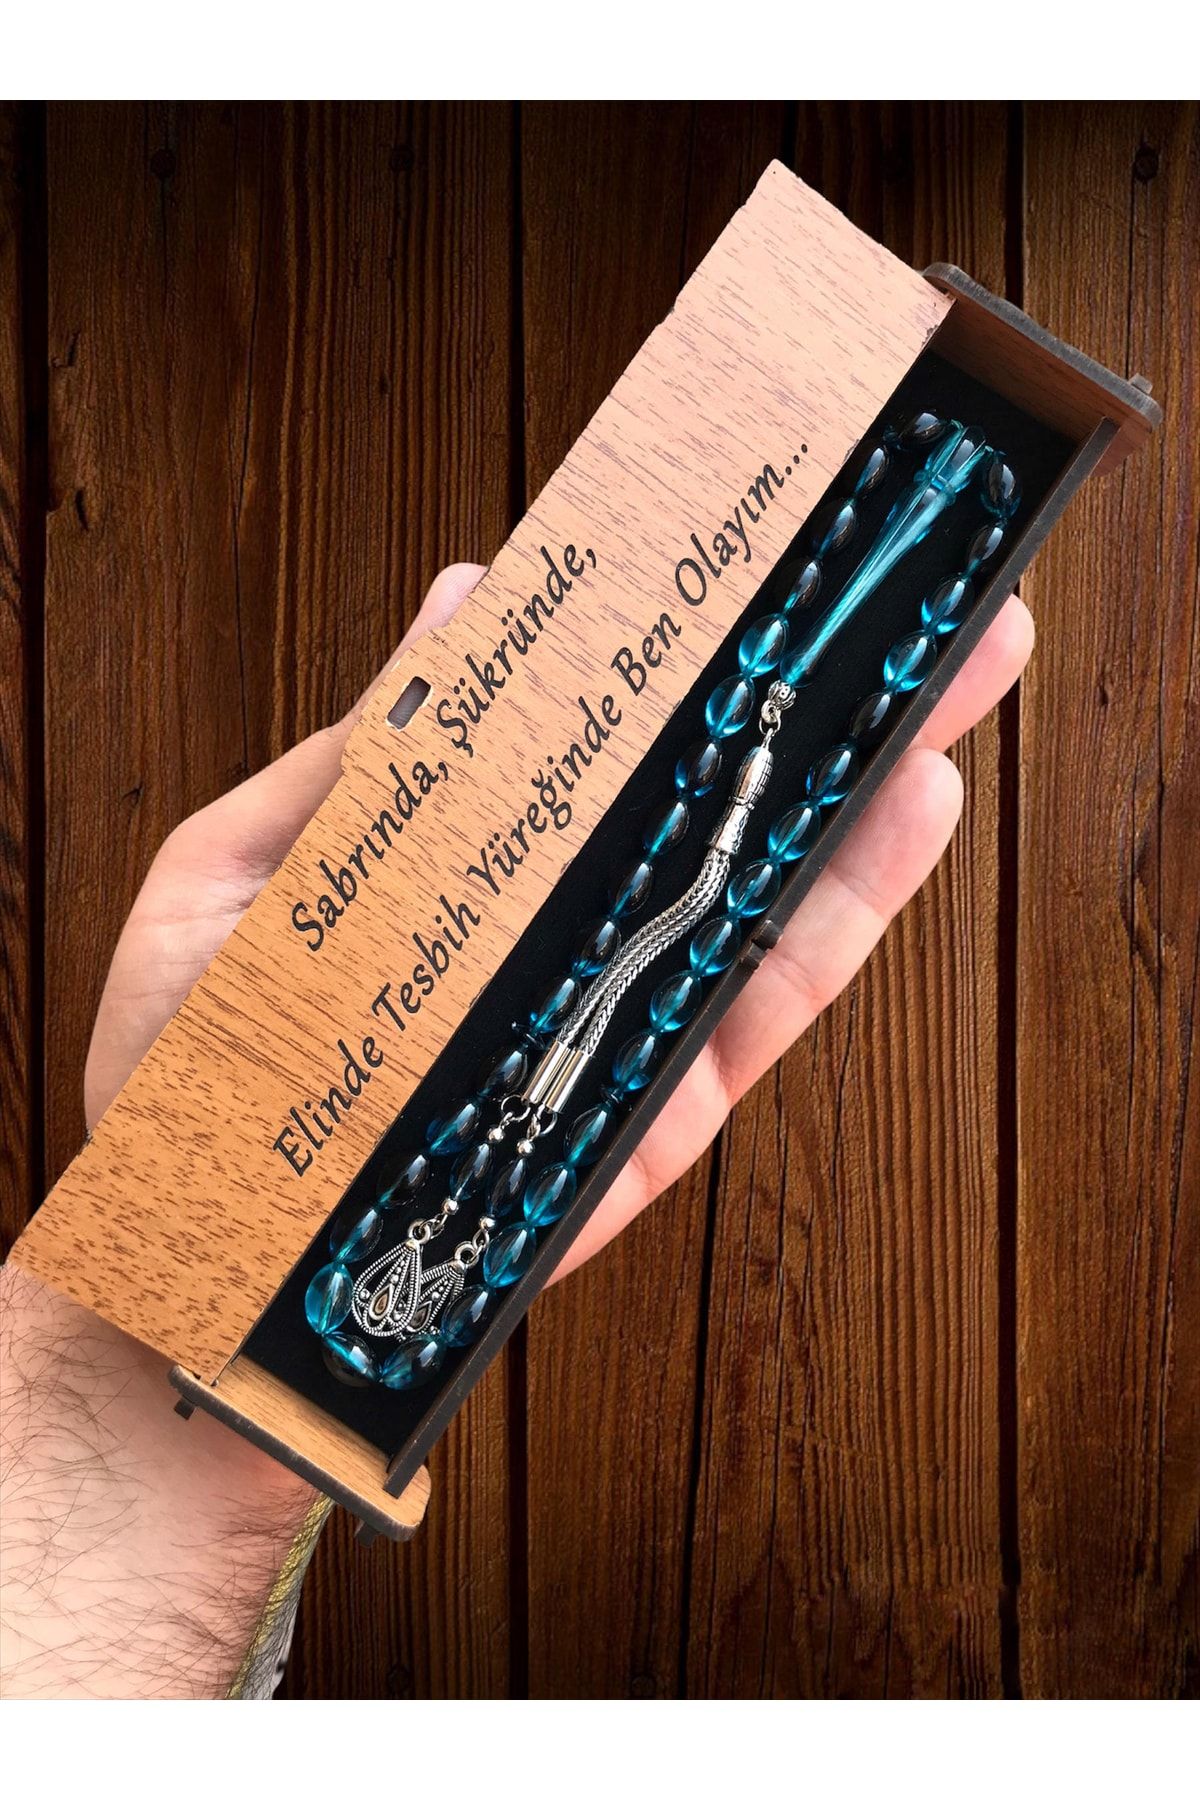 Sabrında, Şükründe,
Elinde Tesbih Yüreğinde Ben Olayım...